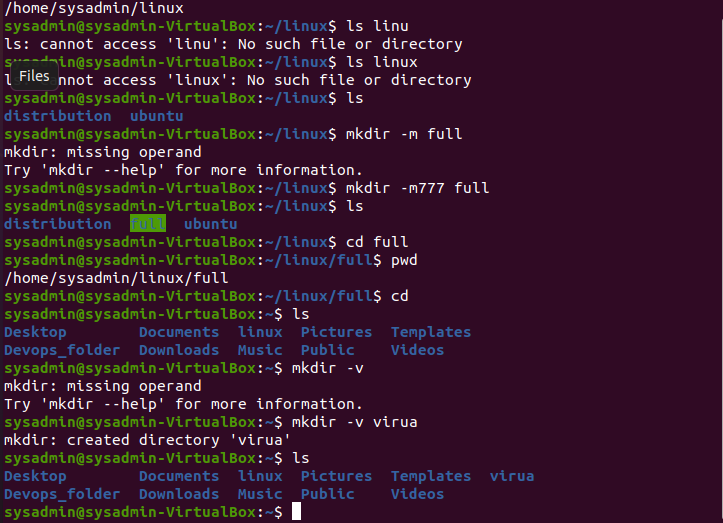 /home/sysadmin/linux
sysadmin@sysadmin-VirtualBox:~/linux$ ls linu
ls: cannot access 'linu': No such file or directory
sysadmin@sysadmin-VirtualBox:~/linux$ ls linux
Files
l nnot access 'linux': No such file or directory
sysadmin@sysadmin-VirtualBox:~/linux$ ls
distribution  ubuntu
sysadmin@sysadmin-VirtualBox:~/linux$ mkdir -m full
mkdir: missing operand
Try 'mkdir --help' for more information.
sysadmin@sysadmin-VirtualBox:~/linux$ mkdir -m777 full
sysadmin@sysadmin-VirtualBox:~/linux$ ls
distribution  full  ubuntu
sysadmin@sysadmin-VirtualBox:~/linux$ cd full
sysadmin@sysadmin-VirtualBox:~/linux/full$ pwd
/home/sysadmin/linux/full
sysadmin@sysadmin-VirtualBox:~/linux/full$ cd
sysadmin@sysadmin-VirtualBox:~$ ls
Desktop        Documents  linux  Pictures  Templates
Devops_folder  Downloads  Music  Public    Videos
sysadmin@sysadmin-VirtualBox:~$ mkdir -v
mkdir: missing operand
Try 'mkdir --help' for more information.
sysadmin@sysadmin-VirtualBox:~$ mkdir -v virua
mkdir: created directory 'virua'
sysadmin@sysadmin-VirtualBox:~$ ls
Desktop        Documents  linux  Pictures  Templates  virua
Devops_folder  Downloads  Music  Public    Videos
sysadmin@sysadmin-VirtualBox:~$